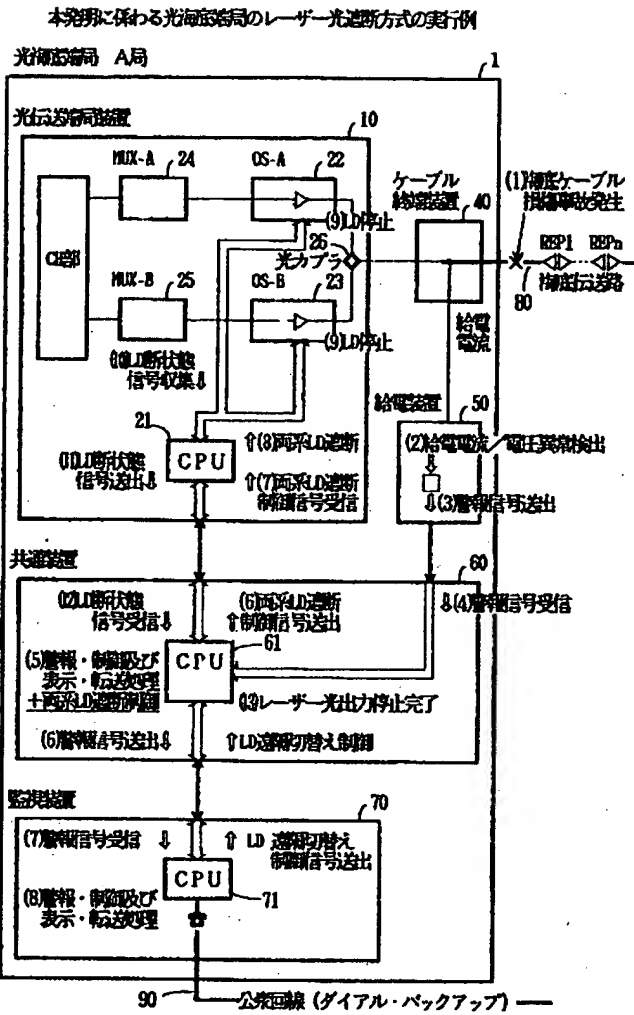 本発明に係わる光海底端局のレーザー光遮断方式の実行例
光海底端局 A局
1
光伝送端局装置
10
MUX-A
24
OS-A
22
ケーブル
終端装置
40
(1)海底ケーブル
損傷事故発生
(9)LD停止
26
光カプラ
REP1
REPn
80
海底伝送路
MUX-B
25
OS-B
23
(9)LD停止
給電
電流
(10)LD断状態
信号収集⇩
給電装置
50
21
CPU
(11)LD断状態
信号送出⇩
⇧(8)両系LD遮断
⇧(7)両系LD遮断
制御信号受信
(2)給電電流/電圧異常検出
⇩(3)警報信号送出
共通装置
60
(12)LD断状態
信号受信⇩
(6)両系LD遮断
⇧制御信号送出
⇩(4)警報信号受信
61
CPU
(5)警報・制御及び
表示・転送処理
+両系LD遮断制御
(13)レーザー光出力停止完了
(6)警報信号送出⇩
⇧LD遠隔切替え制御
監視装置
70
(7)警報信号受信 ⇩
⇧ LD 遠隔切替え
制御信号送出
CPU
71
(8)警報・制御及び
表示・転送処理
90
公衆回線 (ダイアル・バックアップ)